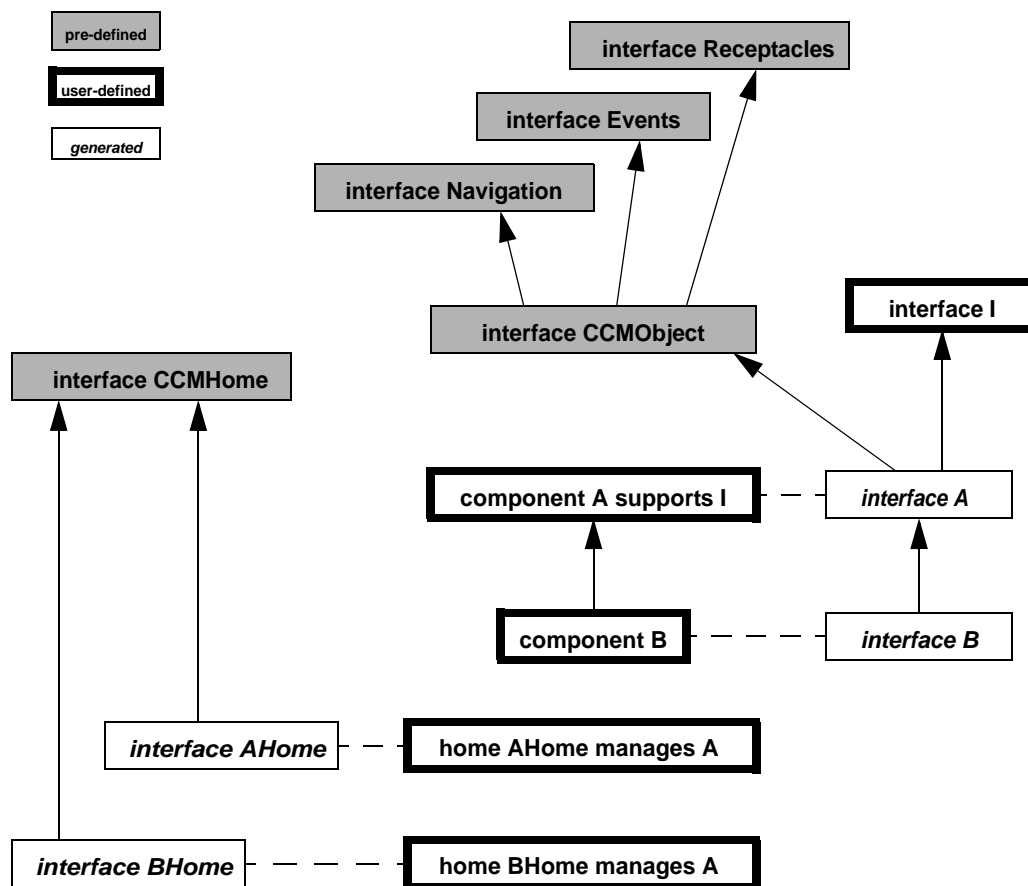 pre-defined
user-defined
generated
interface Receptacles
interface Events
interface Navigation
interface I
interface CCMObject
interface CCMHome
component A supports I
interface A
component B
interface B
interface AHome
home AHome manages A
interface BHome
home BHome manages A